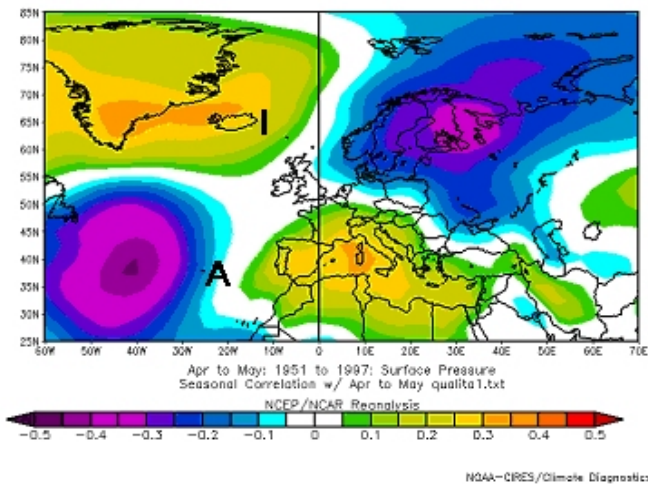 85N
80N
75N
70N
65N
60N
55N
50N
45N
40N
35N
30N
25N
I
A
60W 50W 40W 30W 20W 10W 0 10E 20E 30E 40E 50E 60E 70E
Apr to May: 1951 to 1997: Surface Pressure
Seasonal Correlation w/ Apr to May qualita1.txt
NCEP/NCAR Reanalysis
-0.5 -0.4 -0.3 -0.2 -0.1 0 0.1 0.2 0.3 0.4 0.5
NOAA-CIRES/Climate Diagnostics